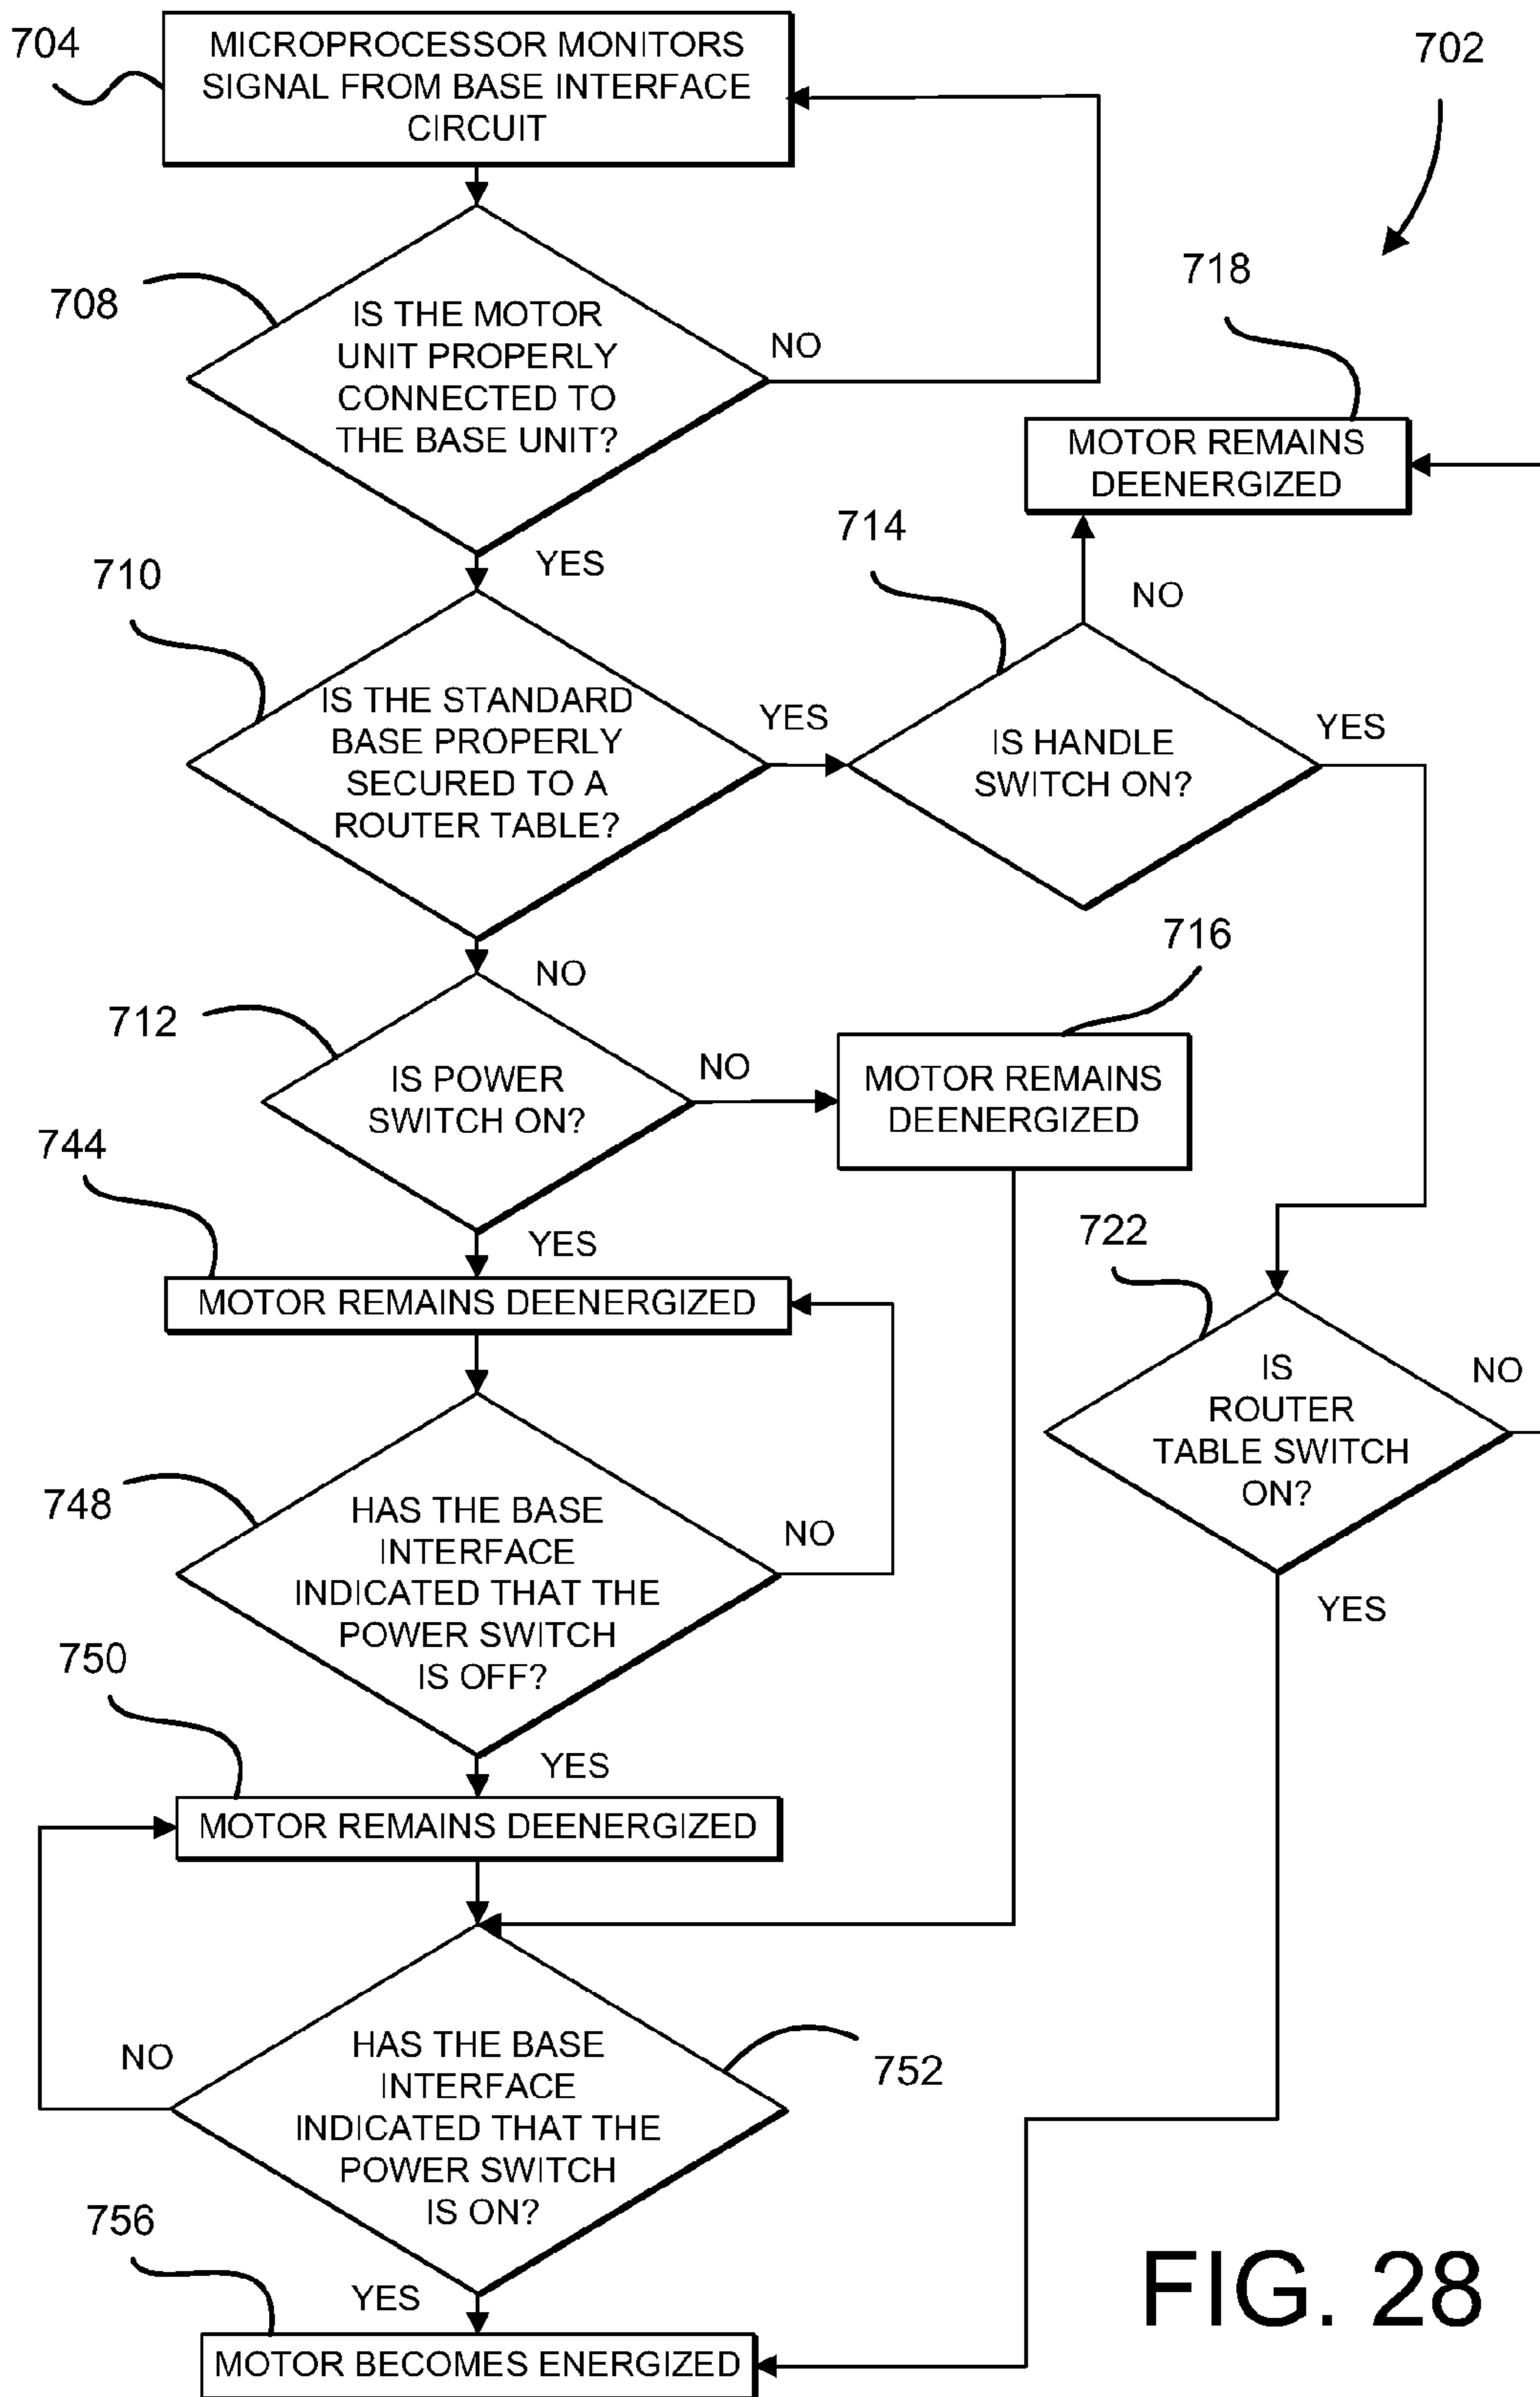 704
MICROPROCESSOR MONITORS
SIGNAL FROM BASE INTERFACE
CIRCUIT
702
708
IS THE MOTOR
UNIT PROPERLY
CONNECTED TO
THE BASE UNIT?
NO
YES
718
MOTOR REMAINS
DEENERGIZED
710
IS THE STANDARD
BASE PROPERLY
SECURED TO A
ROUTER TABLE?
YES
NO
714
IS HANDLE
SWITCH ON?
NO
YES
712
IS POWER
SWITCH ON?
NO
YES
716
MOTOR REMAINS
DEENERGIZED
744
MOTOR REMAINS DEENERGIZED
722
IS
ROUTER
TABLE SWITCH
ON?
NO
YES
748
HAS THE BASE
INTERFACE
INDICATED THAT THE
POWER SWITCH
IS OFF?
NO
YES
750
MOTOR REMAINS DEENERGIZED
752
HAS THE BASE
INTERFACE
INDICATED THAT THE
POWER SWITCH
IS ON?
NO
YES
756
MOTOR BECOMES ENERGIZED
FIG. 28